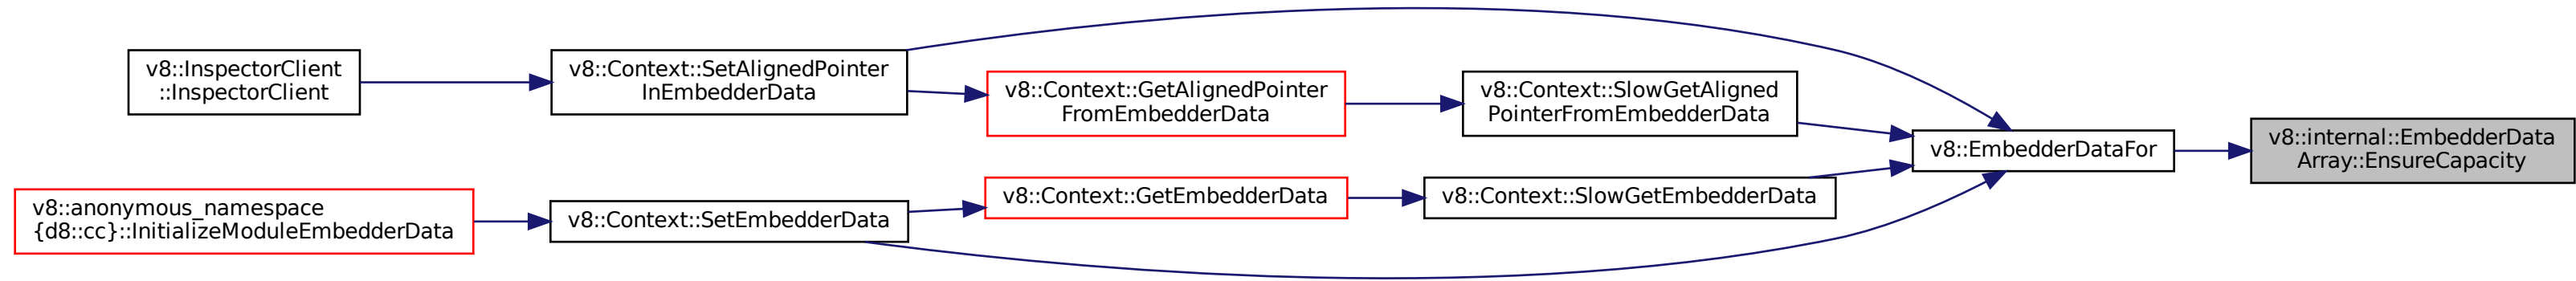 v8::InspectorClient
::InspectorClient
v8::Context::SetAlignedPointer
InEmbedderData
v8::Context::GetAlignedPointer
FromEmbedderData
v8::Context::SlowGetAligned
PointerFromEmbedderData
v8::EmbedderDataFor
v8::internal::EmbedderData
Array::EnsureCapacity
v8::anonymous_namespace
{d8::cc}::InitializeModuleEmbedderData
v8::Context::SetEmbedderData
v8::Context::GetEmbedderData
v8::Context::SlowGetEmbedderData